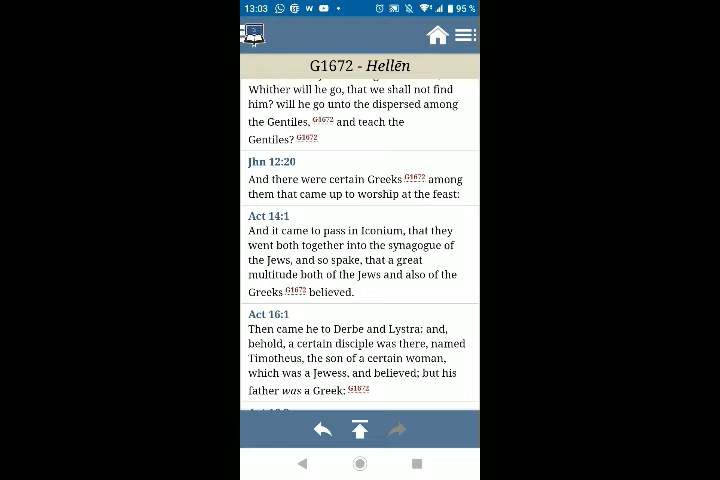 13:03
W
95 %
G1672 - Hellēn
Whither will he go, that we shall not find
him? will he go unto the dispersed among
the Gentiles, G1672 and teach the
Gentiles? G1672
Jhn 12:20
And there were certain Greeks G1672 among
them that came up to worship at the feast:
Act 14:1
And it came to pass in Iconium, that they
went both together into the synagogue of
the Jews, and so spake, that a great
multitude both of the Jews and also of the
Greeks G1672 believed.
Act 16:1
Then came he to Derbe and Lystra: and,
behold, a certain disciple was there, named
Timotheus, the son of a certain woman,
which was a Jewess, and believed; but his
father was a Greek: G1672